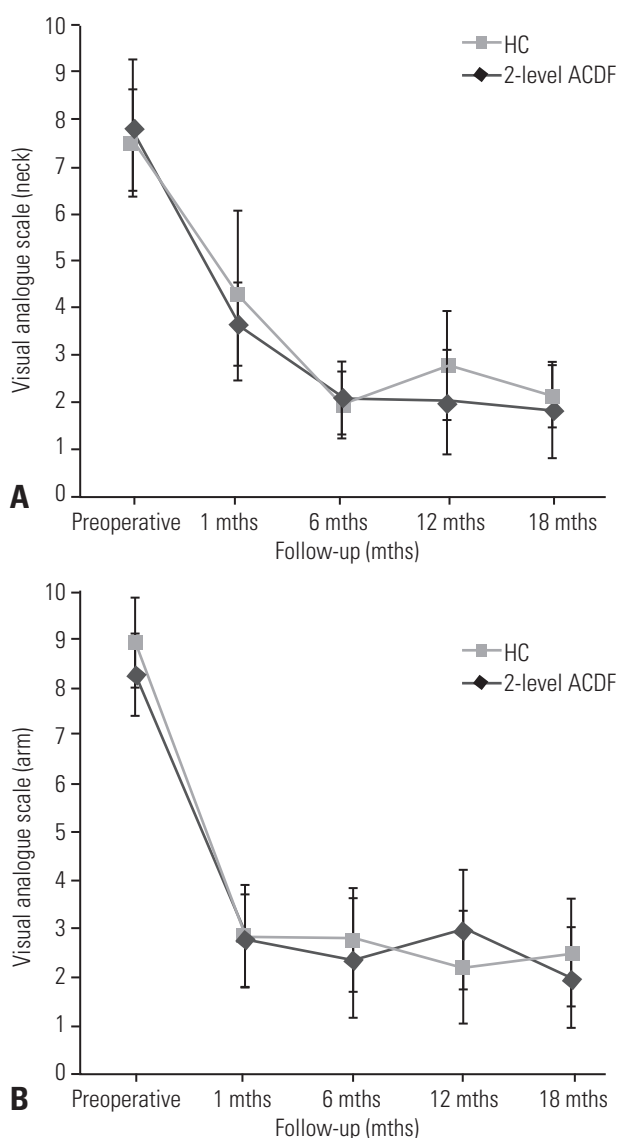 10
9
8
7
6
5
4
3
2
1
0
Visual analogue scale (neck)
HC
2-level ACDF
A
Preoperative 1 mths 6 mths 12 mths 18 mths
Follow-up (mths)
10
9
8
7
6
5
4
3
2
1
0
Visual analogue scale (arm)
HC
2-level ACDF
B
Preoperative 1 mths 6 mths 12 mths 18 mths
Follow-up (mths)